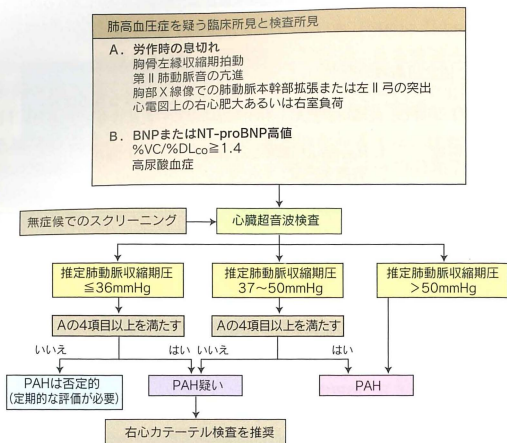 肺高血圧症を疑う臨床所見と検査所見
A. 労作時の息切れ
胸骨左縁収縮期拍動
第Ⅱ肺動脈音の亢進
胸部X線像での肺動脈本幹部拡張または左Ⅱ弓の突出
心電図上の右心肥大あるいは右室負荷
B. BNPまたはNT-proBNP高値
%VC/%DLco≧1.4
高尿酸血症
無症候でのスクリーニング
心臓超音波検査
推定肺動脈収縮期圧
≦36mmHg
推定肺動脈収縮期圧
37〜50mmHg
推定肺動脈収縮期圧
>50mmHg
Aの4項目以上を満たす
Aの4項目以上を満たす
いいえ
はい
いいえ
はい
PAHは否定的
(定期的な評価が必要)
PAH疑い
PAH
右心カテーテル検査を推奨